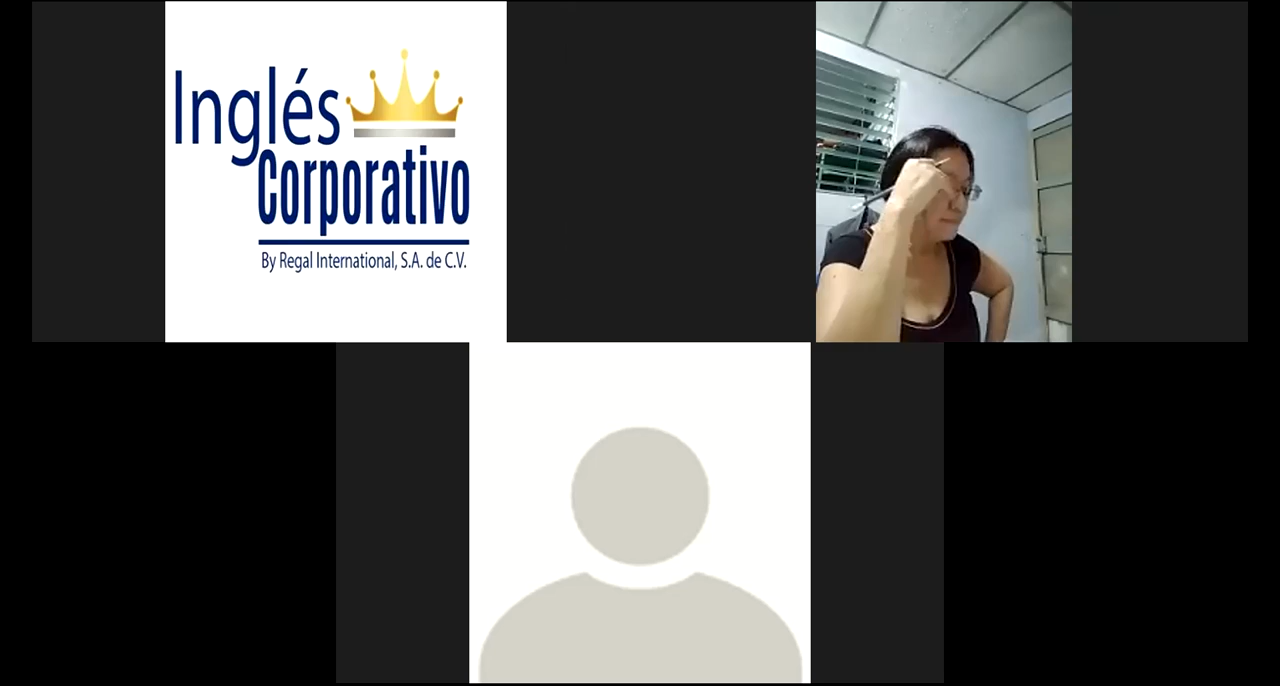 Inglés
Corporativo
By Regal International, S.A. de C.V.